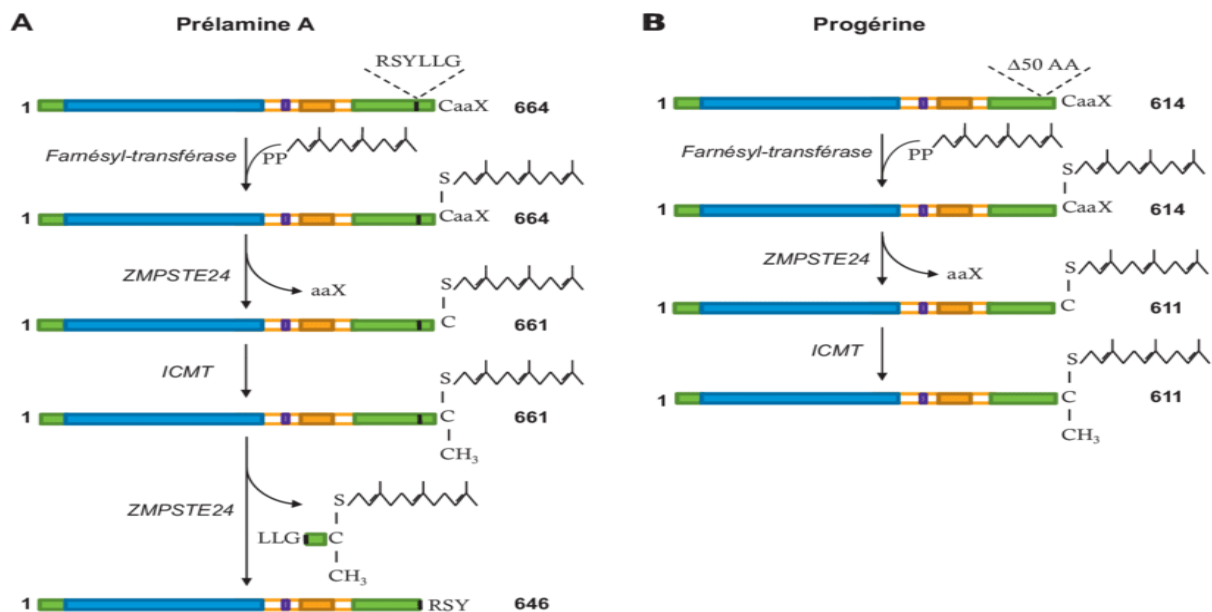 A Prélamine A
RSYLLG
1 CaaX 664
Farnésyl-transférase PP
S
1 CaaX 664
ZMPSTE24 aaX
S
1 C 661
ICMT
S
1 C 661
CH3
ZMPSTE24
S
LLG C
CH3
1 RSY 646
B Progérine
Δ50 AA
1 CaaX 614
Farnésyl-transférase PP
S
1 CaaX 614
ZMPSTE24 aaX
S
1 C 611
ICMT
S
1 C 611
CH3